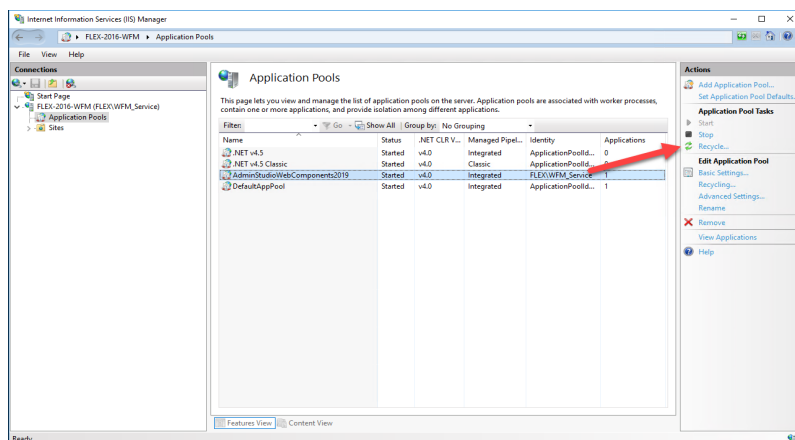 Internet Information Services (IIS) Manager
FLEX-2016-WFM Application Pools
File View Help
Connections
Start Page
FLEX-2016-WFM (FLEX\WFM_Service)
Application Pools
Sites
Application Pools
This page lets you view and manage the list of application pools on the server. Application pools are associated with worker processes,
contain one or more applications, and provide isolation among different applications.
Filter: Go Show All Group by: No Grouping
Name Status .NET CLR V... Managed Pipel... Identity Applications
.NET v4.5 Started v4.0 Integrated ApplicationPoolId... 0
.NET v4.5 Classic Started v4.0 Classic ApplicationPoolId...
AdminStudioWebComponents2019 Started v4.0 Integrated FLEX\WFM_Service 1
DefaultAppPool Started v4.0 Integrated ApplicationPoolId... 1
Features View Content View
Ready
Actions
Add Application Pool...
Set Application Pool Defaults...
Application Pool Tasks
Start
Stop
Recycle...
Edit Application Pool
Basic Settings...
Recycling...
Advanced Settings...
Rename
Remove
View Applications
Help